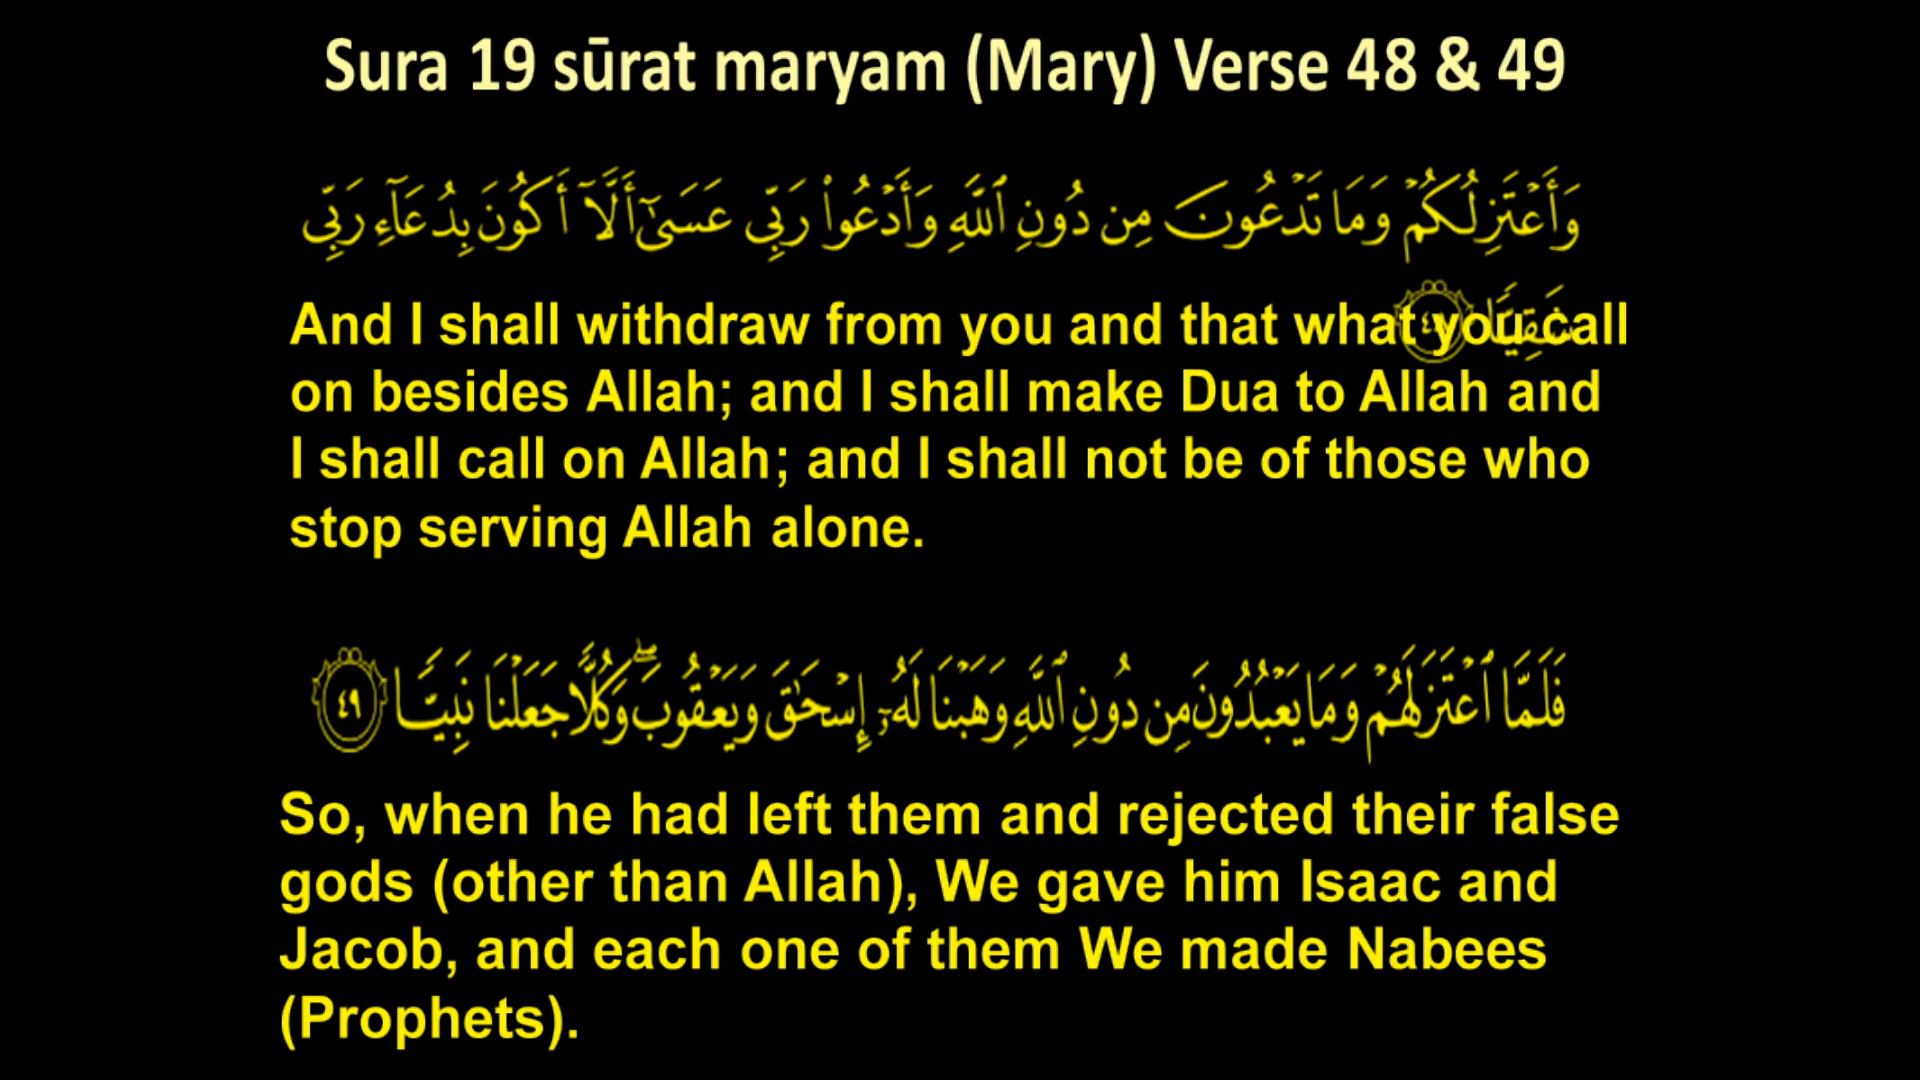 Sura 19 sūrat maryam (Mary) Verse 48 & 49
وَأَعْتَزِلُكُمْ وَمَا تَدْعُونَ مِن دُونِ ٱللَّهِ وَأَدْعُوا۟ رَبِّى عَسَىٰٓ أَلَّآ أَكُونَ بِدُعَآءِ رَبِّى
شَقِيًّا ٤٨
And I shall withdraw from you and that what you call
on besides Allah; and I shall make Dua to Allah and
I shall call on Allah; and I shall not be of those who
stop serving Allah alone.
فَلَمَّا ٱعْتَزَلَهُمْ وَمَا يَعْبُدُونَ مِن دُونِ ٱللَّهِ وَهَبْنَا لَهُۥٓ إِسْحَٰقَ وَيَعْقُوبَ ۖ وَكُلًّا جَعَلْنَا نَبِيًّا ٤٩
So, when he had left them and rejected their false
gods (other than Allah), We gave him Isaac and
Jacob, and each one of them We made Nabees
(Prophets).